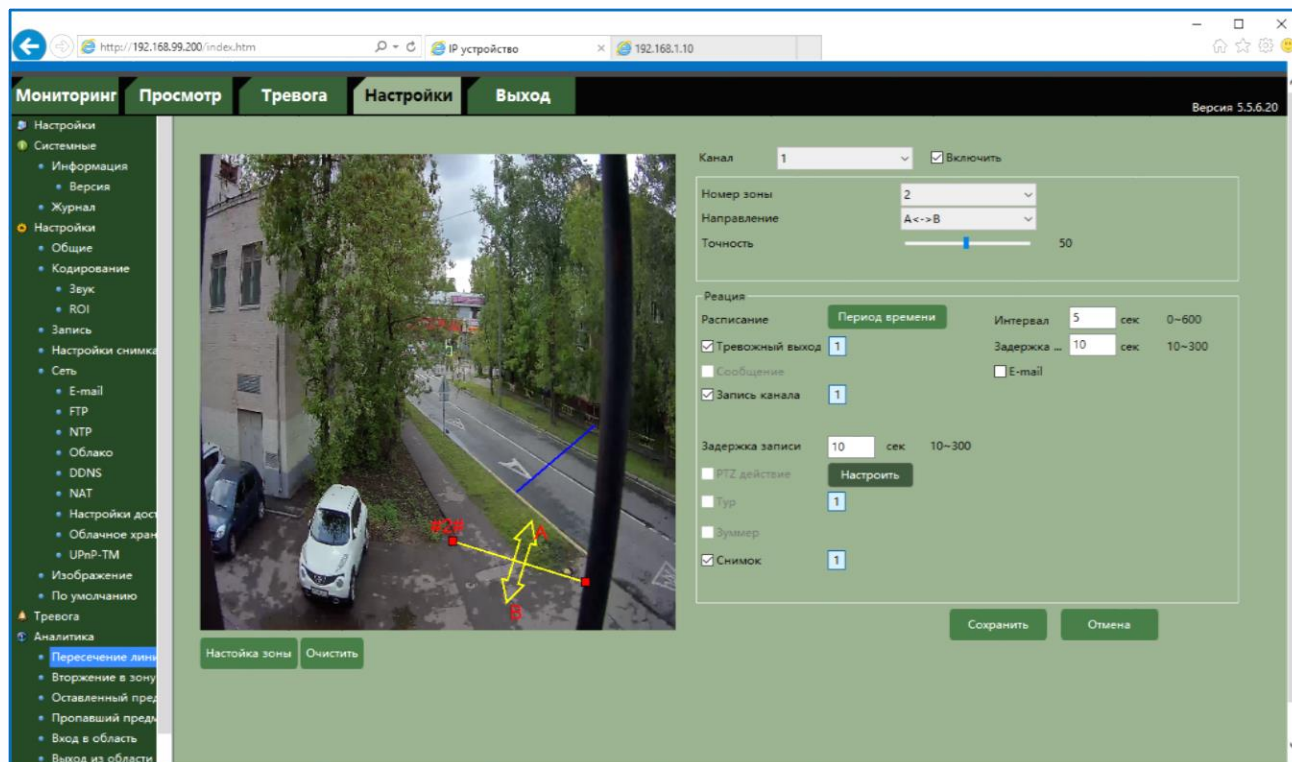 http://192.168.99.200/index.htm
IP устройство
192.168.1.10
Мониторинг
Просмотр
Тревога
Настройки
Выход
Версия 5.5.6.20
Настройки
Системные
Информация
Версия
Журнал
Настройки
Общие
Кодирование
Звук
ROI
Запись
Настройки снимка
Сеть
E-mail
FTP
NTP
Облако
DDNS
NAT
Настройки дост
Облачное хран
UPnP-TM
Изображение
По умолчанию
Тревога
Аналитика
Пересечение лини
Вторжение в зону
Оставленный пред
Пропавший предм
Вход в область
Выход из области
#2#
A
B
Настойка зоны
Очистить
Канал 1 Включить
Номер зоны 2
Направление A<->B
Точность 50
Реация
Расписание Период времени Интервал 5 сек 0~600
Тревожный выход 1 Задержка ... 10 сек 10~300
Сообщение E-mail
Запись канала 1
Задержка записи 10 сек 10~300
PTZ действие Настроить
Тур 1
Зуммер
Снимок 1
Сохранить Отмена